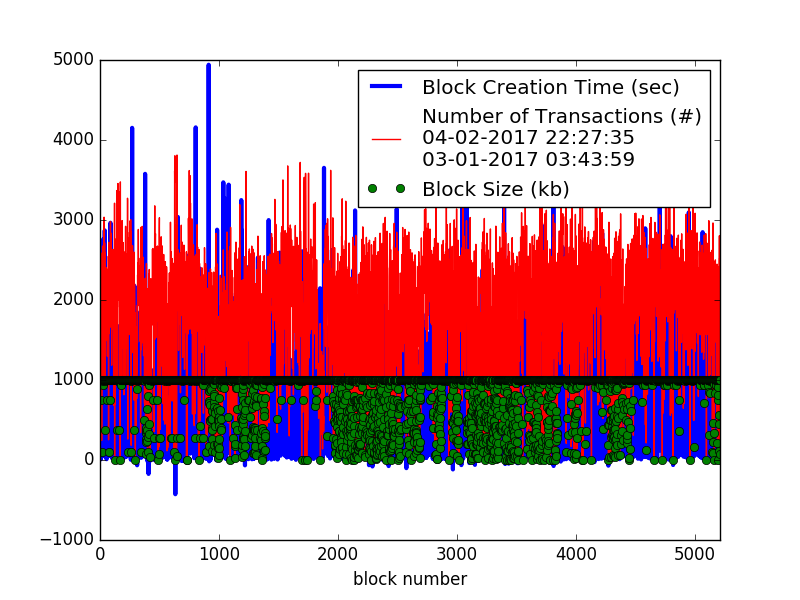 5000
4000
3000
2000
1000
0
−1000
0 1000 2000 3000 4000 5000
block number
Block Creation Time (sec)
Number of Transactions (#)
04-02-2017 22:27:35
03-01-2017 03:43:59
Block Size (kb)